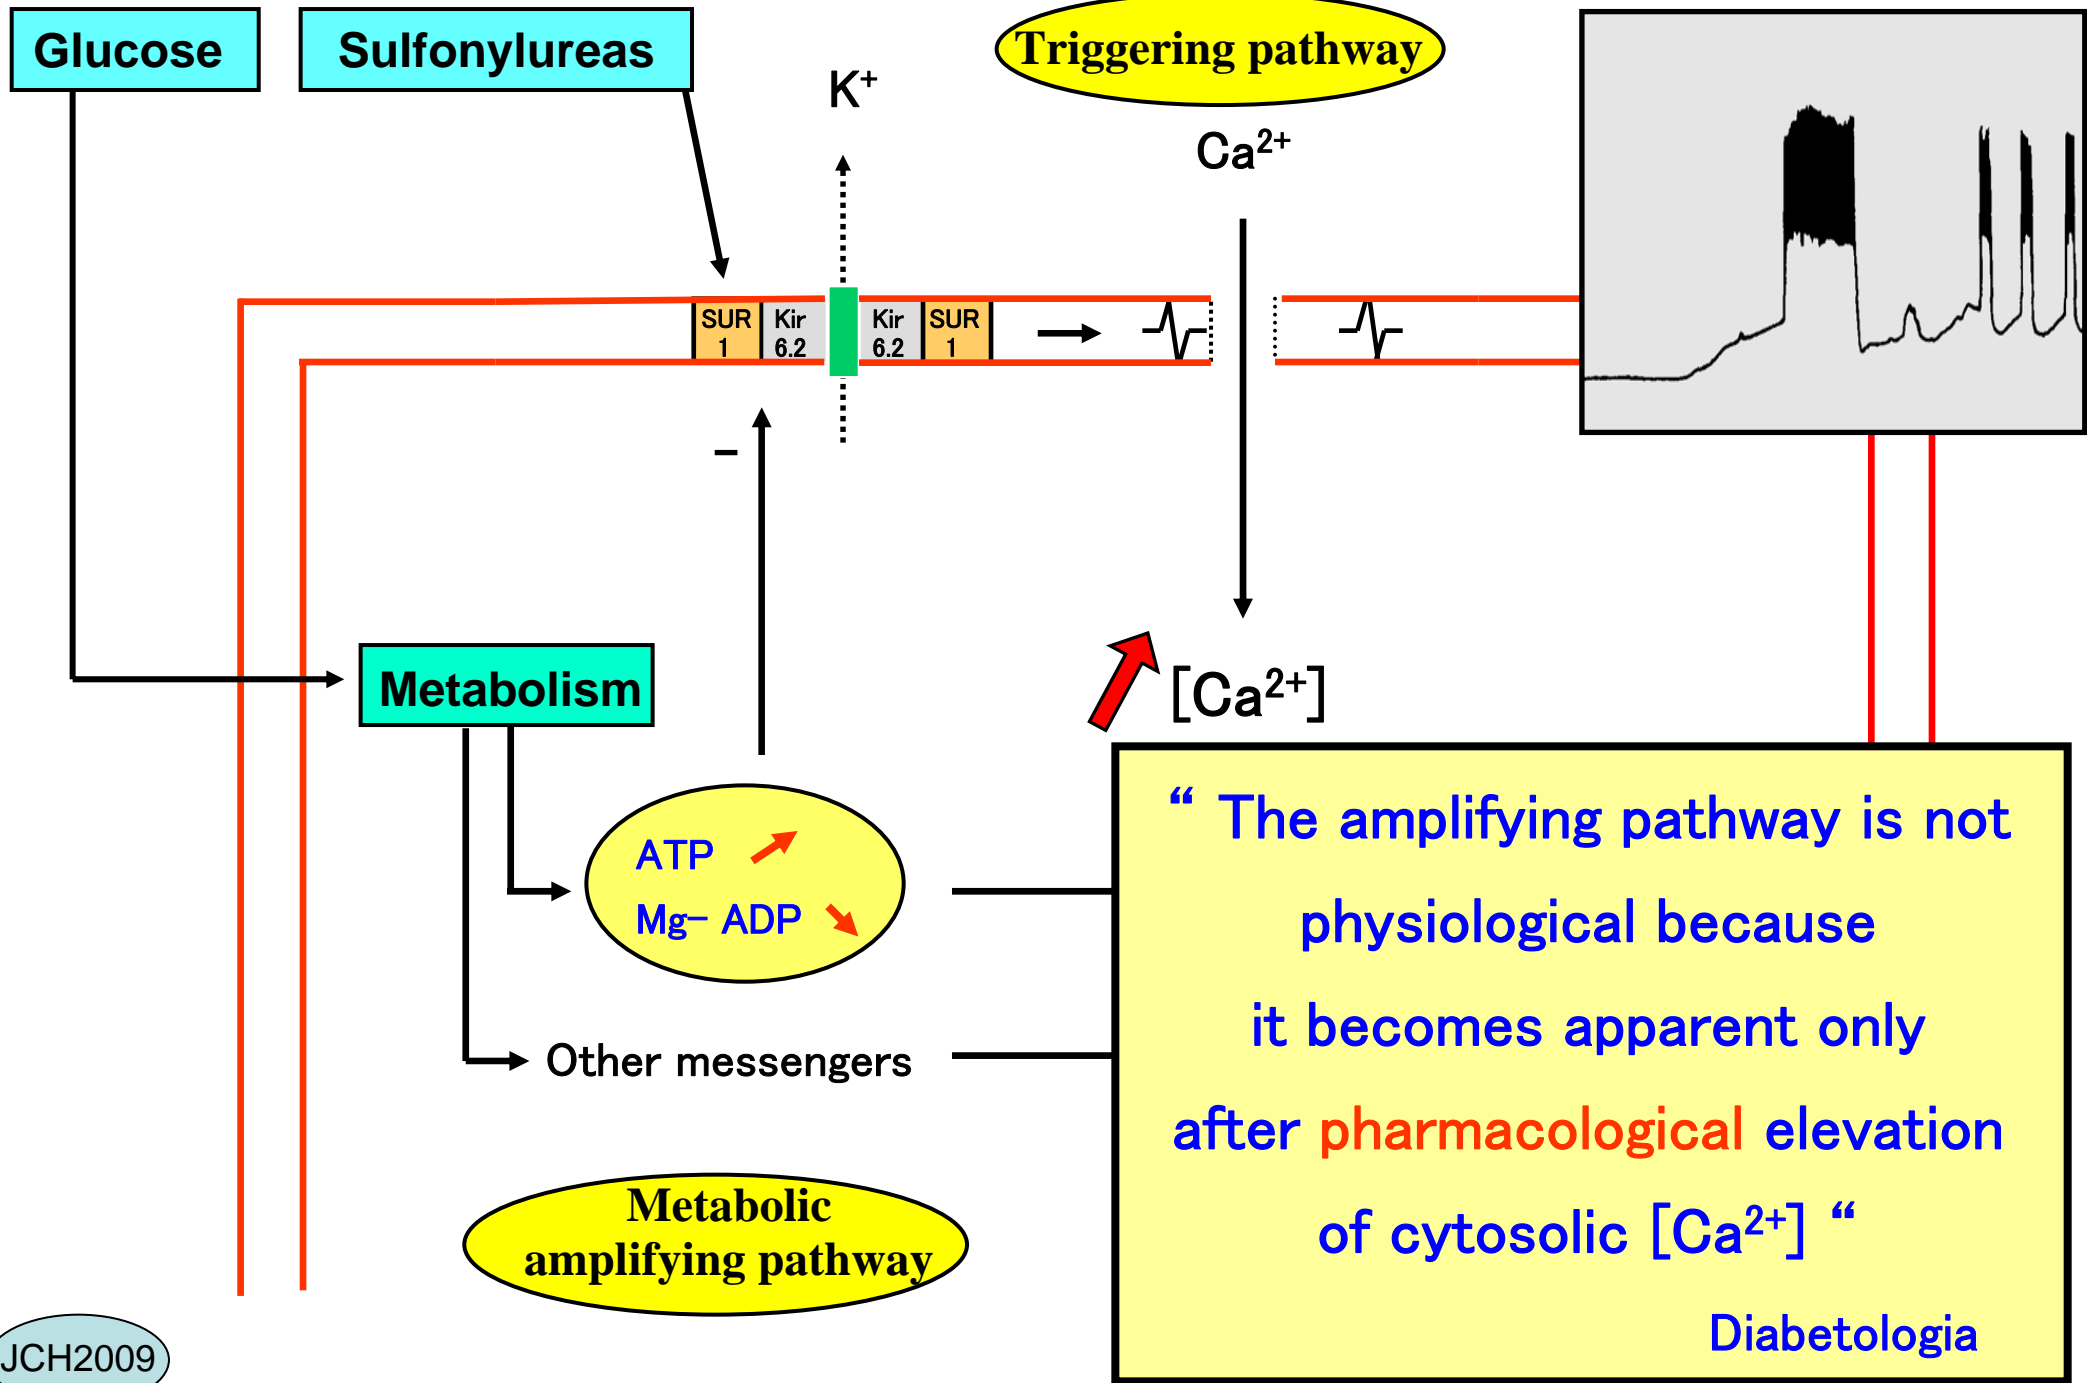 Glucose
Sulfonylureas
Triggering pathway
K⁺
Ca²⁺
SUR
1
Kir
6.2
Kir
6.2
SUR
1
–
[Ca²⁺]
Metabolism
ATP
Mg- ADP
Other messengers
Metabolic
amplifying pathway
“ The amplifying pathway is not
physiological because
it becomes apparent only
after pharmacological elevation
of cytosolic [Ca²⁺] “
Diabetologia
JCH2009